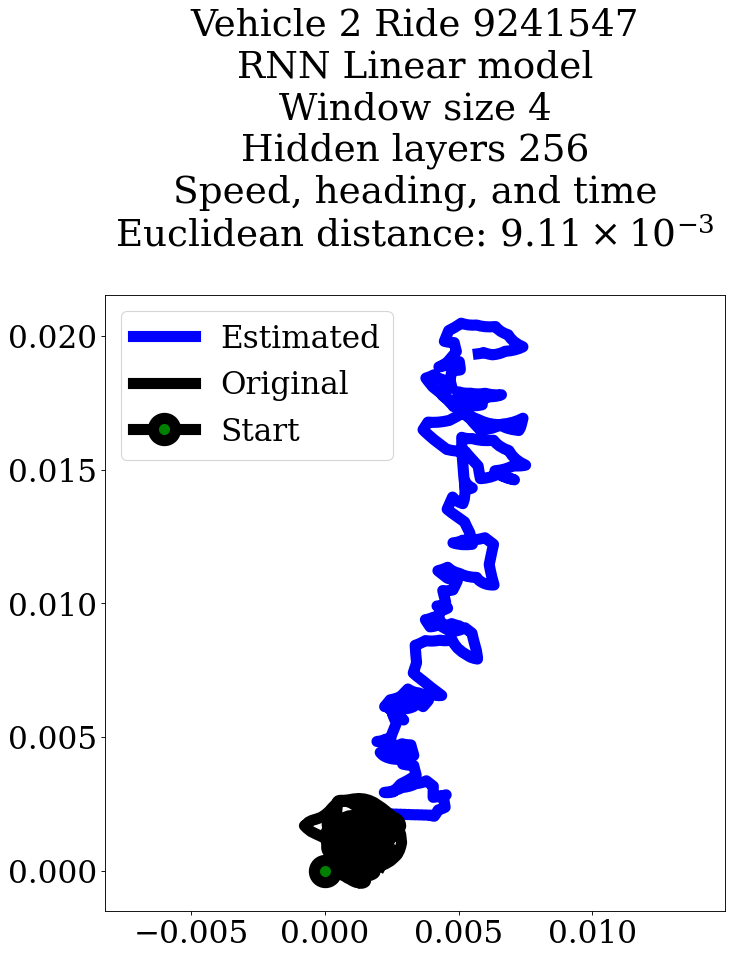 Vehicle 2 Ride 9241547
RNN Linear model
Window size 4
Hidden layers 256
Speed, heading, and time
Euclidean distance: 9.11 × 10⁻³
Estimated
Original
Start
0.020
0.015
0.010
0.005
0.000
−0.005 0.000 0.005 0.010